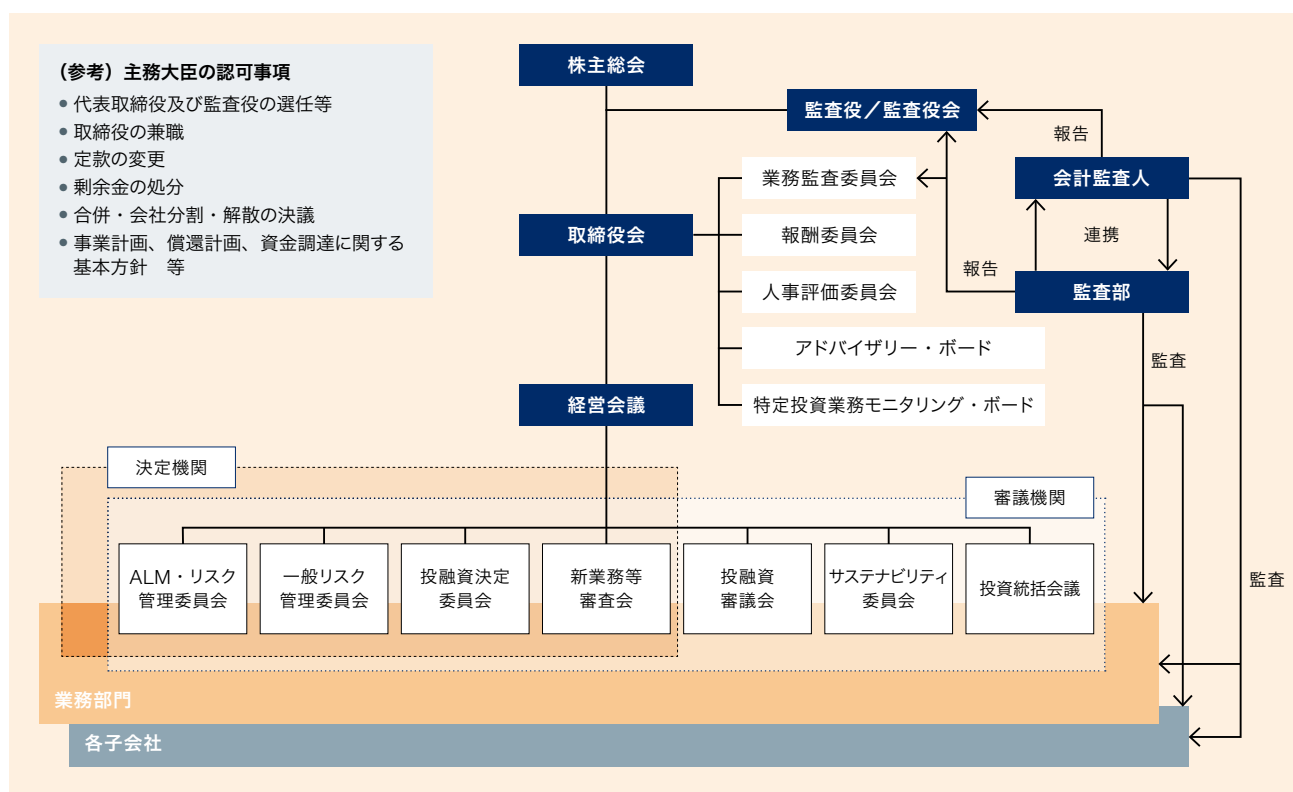 （参考）主務大臣の認可事項
● 代表取締役及び監査役の選任等
● 取締役の兼職
● 定款の変更
● 剰余金の処分
● 合併・会社分割・解散の決議
● 事業計画、償還計画、資金調達に関する
基本方針　等
株主総会
監査役／監査役会
報告
業務監査委員会
会計監査人
取締役会
報酬委員会
連携
報告
人事評価委員会
監査部
アドバイザリー・ボード
監査
経営会議
特定投資業務モニタリング・ボード
決定機関
審議機関
ALM・リスク
管理委員会
一般リスク
管理委員会
投融資決定
委員会
新業務等
審査会
投融資
審議会
サステナビリティ
委員会
投資統括会議
監査
業務部門
各子会社